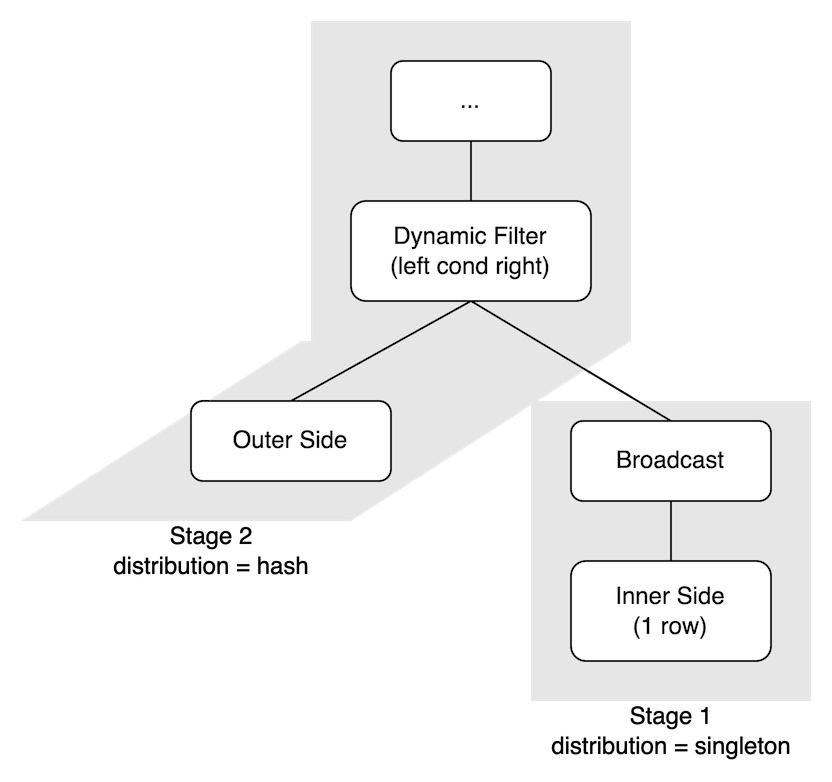 ...
Dynamic Filter
(left cond right)
Outer Side
Broadcast
Stage 2
distribution = hash
Inner Side
(1 row)
Stage 1
distribution = singleton